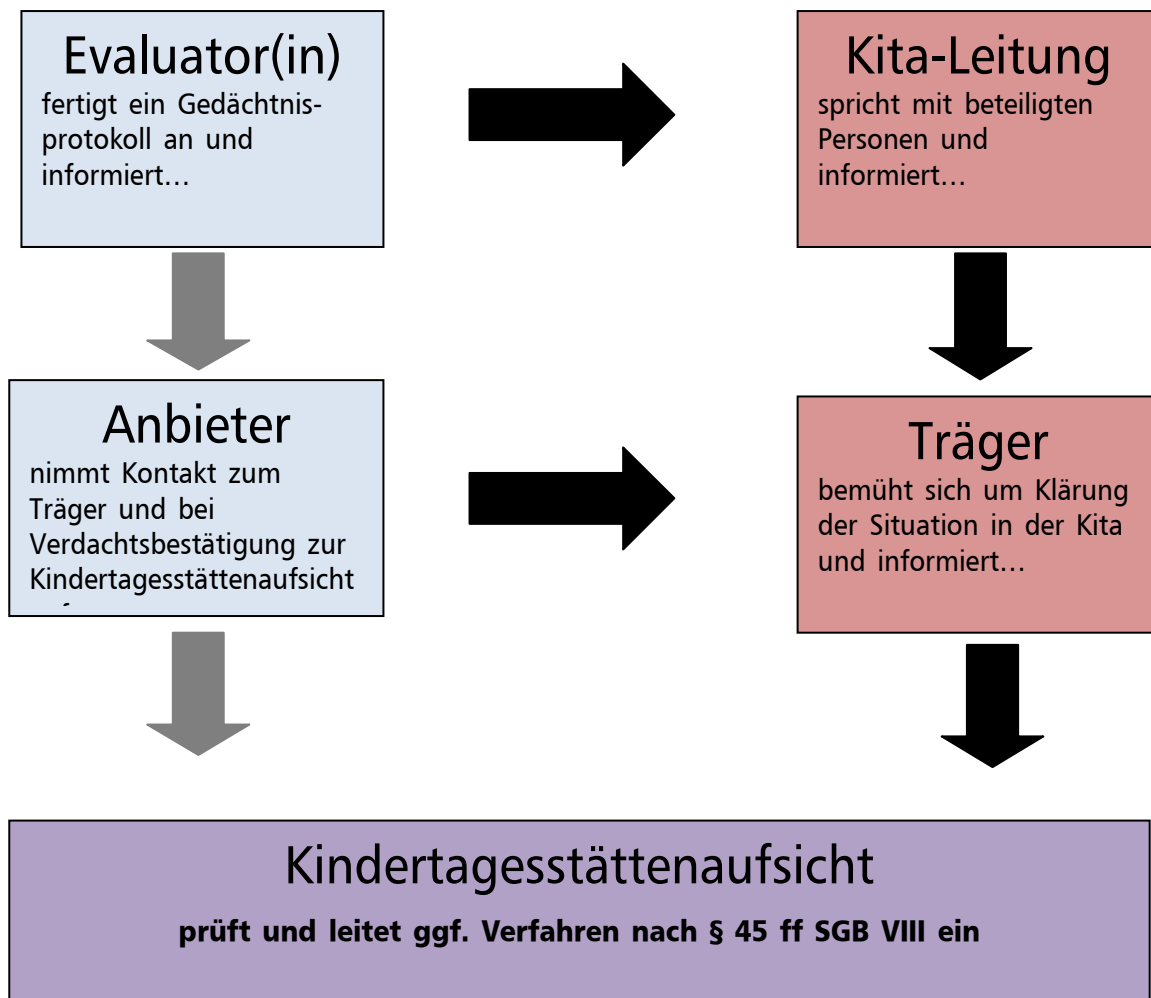 Evaluator(in)
fertigt ein Gedächtnis-
protokoll an und
informiert…
Kita-Leitung
spricht mit beteiligten
Personen und
informiert…
Anbieter
nimmt Kontakt zum
Träger und bei
Verdachtsbestätigung zur
Kindertagesstättenaufsicht
Träger
bemüht sich um Klärung
der Situation in der Kita
und informiert…
Kindertagesstättenaufsicht
prüft und leitet ggf. Verfahren nach § 45 ff SGB VIII ein